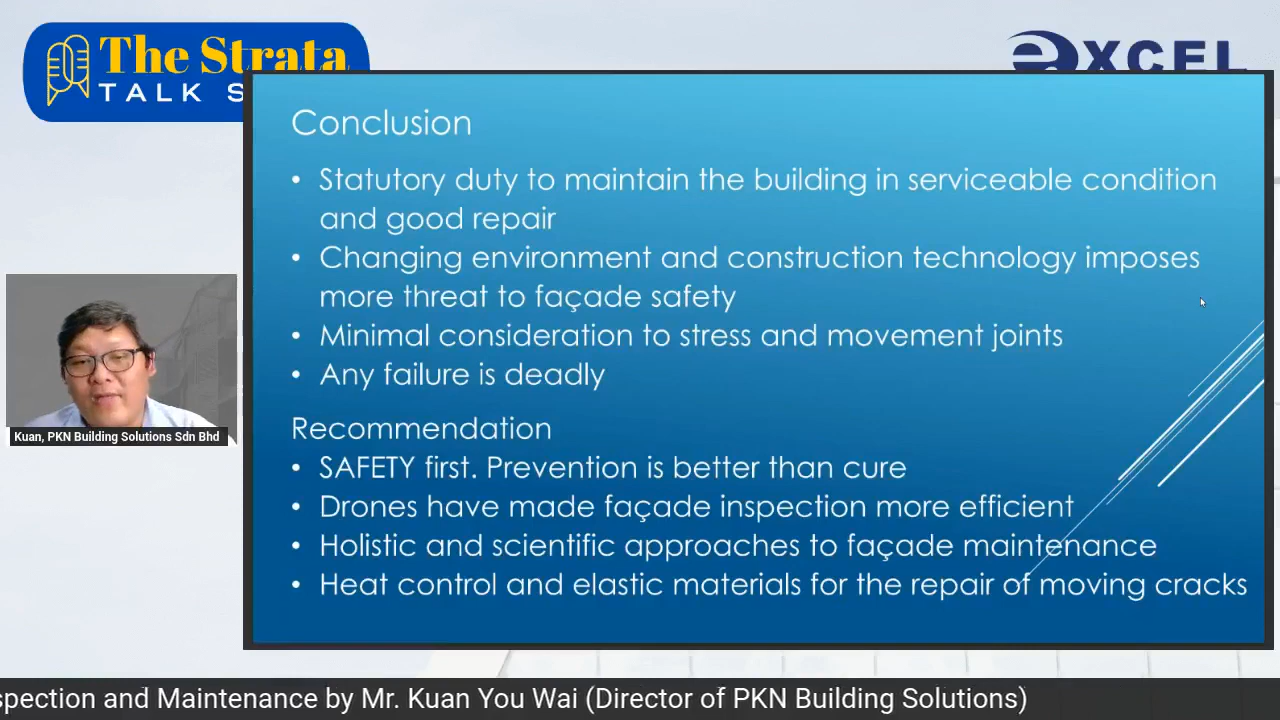 The Strata
TALK S
EXCEL
Conclusion
• Statutory duty to maintain the building in serviceable condition
and good repair
• Changing environment and construction technology imposes
more threat to façade safety
• Minimal consideration to stress and movement joints
• Any failure is deadly
Recommendation
• SAFETY first. Prevention is better than cure
• Drones have made façade inspection more efficient
• Holistic and scientific approaches to façade maintenance
• Heat control and elastic materials for the repair of moving cracks
Kuan, PKN Building Solutions Sdn Bhd
spection and Maintenance by Mr. Kuan You Wai (Director of PKN Building Solutions)